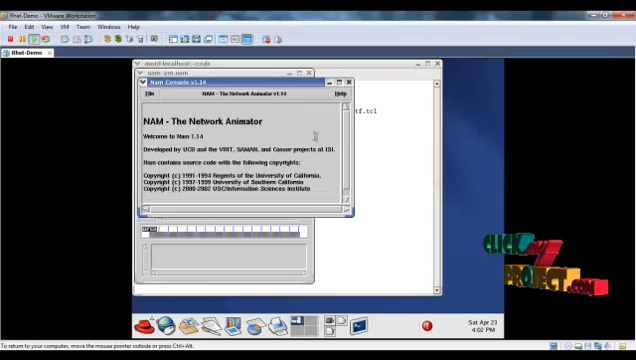 Rhat-Demo - VMware Workstation
File Edit View VM Team Windows Help
Rhat-Demo
root@localhost:~/code
nam: pro.nam
Nam Console v1.14
File
NAM - The Network Animator v1.14
Help
tf.tcl
NAM - The Network Animator
Welcome to Nam 1.14
Developed by UCB and the VINT, SAMAN, and Conser projects at ISI.
Nam contains source code with the following copyrights:
Copyright (c) 1991-1994 Regents of the University of California.
Copyright (c) 1997-1999 University of Southern California
Copyright (c) 2000-2002 USC/Information Sciences Institute
CLICK MY
PROJECT.COM
Sat Apr 23
4:02 PM
To return to your computer, move the mouse pointer outside or press Ctrl+Alt.